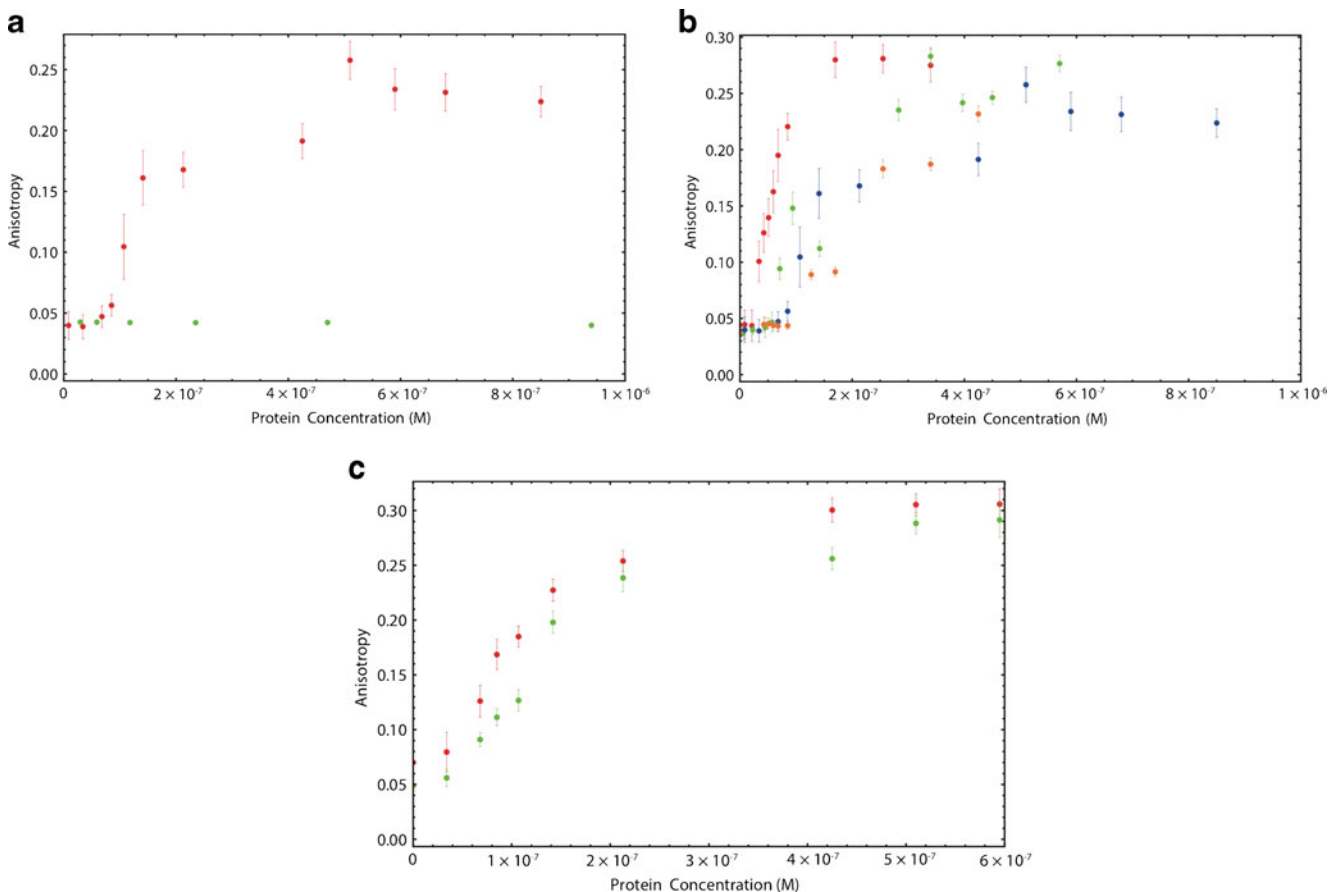 a
0.25
0.20
0.15
0.10
0.05
0.00
Anisotropy
0 2 × 10⁻⁷ 4 × 10⁻⁷ 6 × 10⁻⁷ 8 × 10⁻⁷ 1 × 10⁻⁶
Protein Concentration (M)
b
0.30
0.25
0.20
0.15
0.10
0.05
0.00
Anisotropy
0 2 × 10⁻⁷ 4 × 10⁻⁷ 6 × 10⁻⁷ 8 × 10⁻⁷ 1 × 10⁻⁶
Protein Concentration (M)
c
0.30
0.25
0.20
0.15
0.10
0.05
0.00
Anisotropy
0 1 × 10⁻⁷ 2 × 10⁻⁷ 3 × 10⁻⁷ 4 × 10⁻⁷ 5 × 10⁻⁷ 6 × 10⁻⁷
Protein Concentration (M)